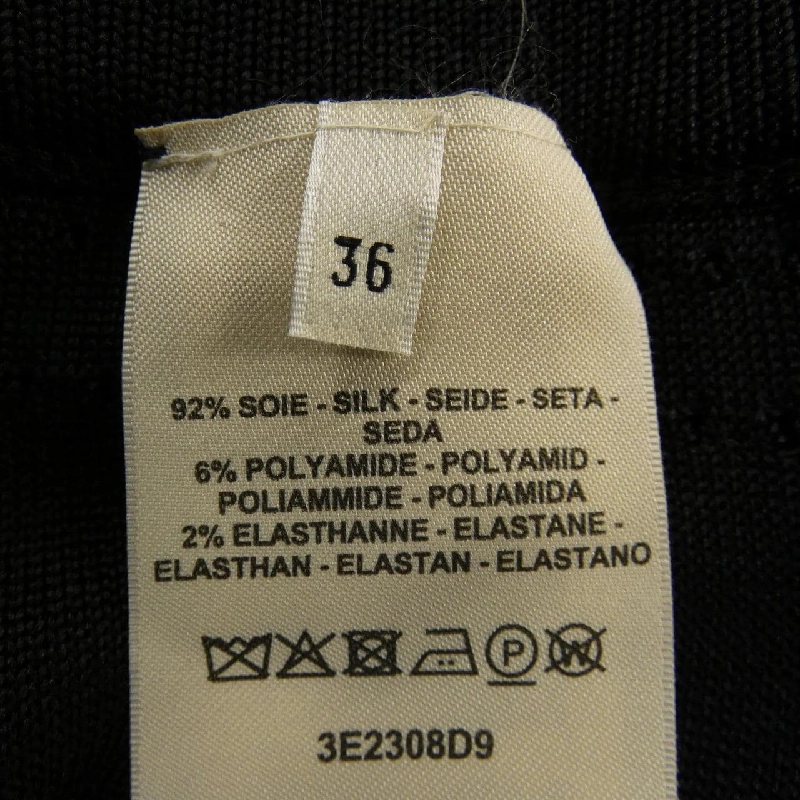 36
92% SOIE - SILK - SEIDE - SETA -
SEDA
6% POLYAMIDE - POLYAMID -
POLIAMMIDE - POLIAMIDA
2% ELASTHANNE - ELASTANE -
ELASTHAN - ELASTAN - ELASTANO
P W
3E2308D9